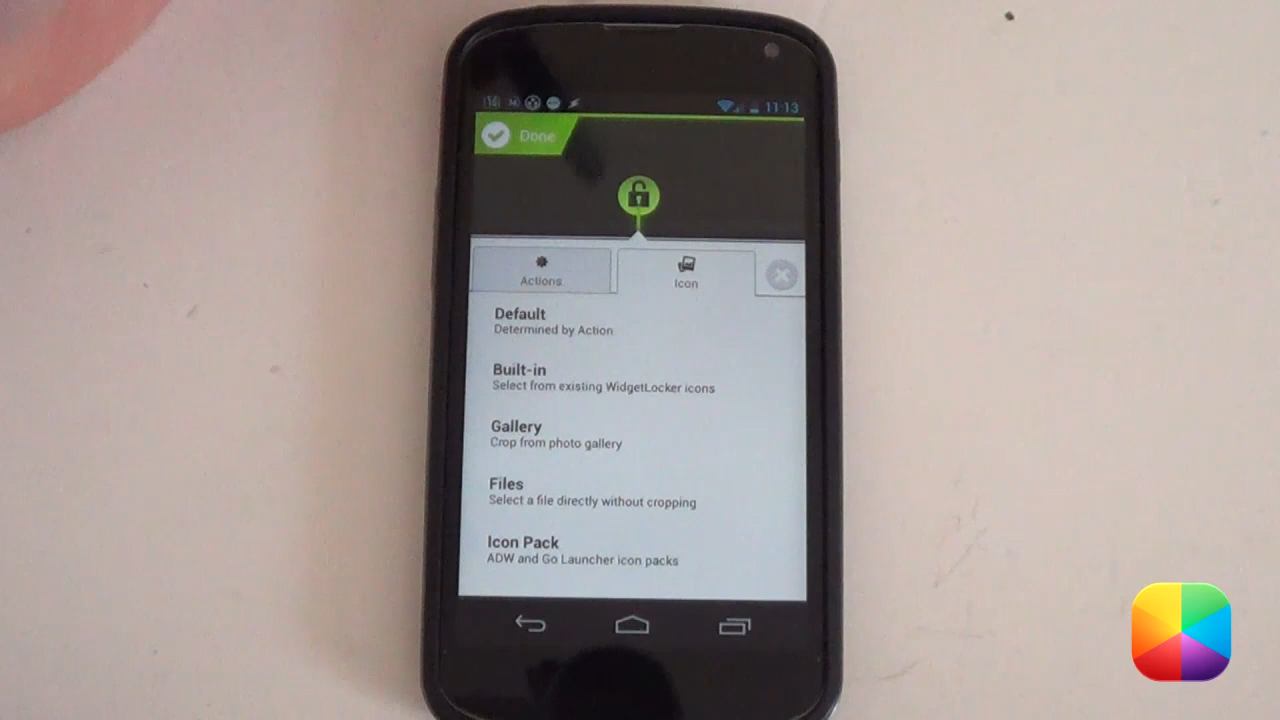 11:13
Done
Actions
Icon
Default
Determined by Action
Built-in
Select from existing WidgetLocker icons
Gallery
Crop from photo gallery
Files
Select a file directly without cropping
Icon Pack
ADW and Go Launcher icon packs